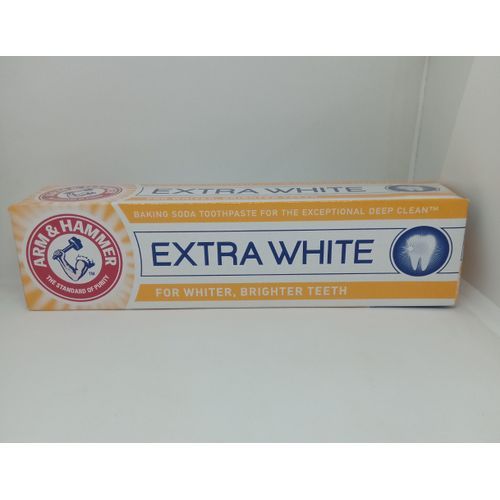 EXTRA WHITE
ARM & HAMMER
™
THE STANDARD OF PURITY
BAKING SODA TOOTHPASTE FOR THE EXCEPTIONAL DEEP CLEAN™
EXTRA WHITE
FOR WHITER, BRIGHTER TEETH